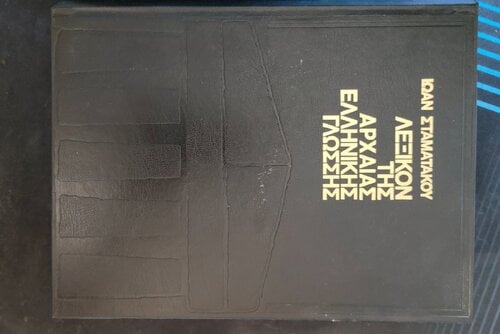 ΙΩΑΝ ΣΤΑΜΑΤΑΚΟΥ
ΛΕΞΙΚΟΝ
ΤΗΣ
ΑΡΧΑΙΑΣ
ΕΛΛΗΝΙΚΗΣ
ΓΛΩΣΣΗΣ